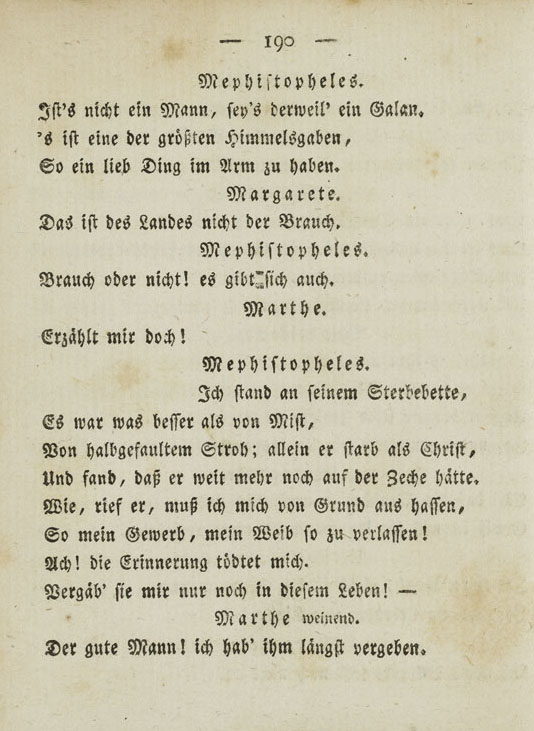 — 190 —
Mephistopheles.
Ist's nicht ein Mann, sey's derweil' ein Galan.
's ist eine der größten Himmelsgaben,
So ein lieb Ding im Arm zu haben.
Margarete.
Das ist des Landes nicht der Brauch.
Mephistopheles.
Brauch oder nicht! es gibt sich auch.
Marthe.
Erzählt mir doch!
Mephistopheles.
Ich stand an seinem Sterbebette,
Es war was besser als von Mist,
Von halbgefaultem Stroh; allein er starb als Christ,
Und fand, daß er weit mehr noch auf der Zeche hätte.
Wie, rief er, muß ich mich von Grund aus hassen,
So mein Gewerb, mein Weib so zu verlassen!
Ach! die Erinnerung tödtet mich.
Vergäb' sie mir nur noch in diesem Leben! —
Marthe weinend.
Der gute Mann! ich hab' ihm längst vergeben.